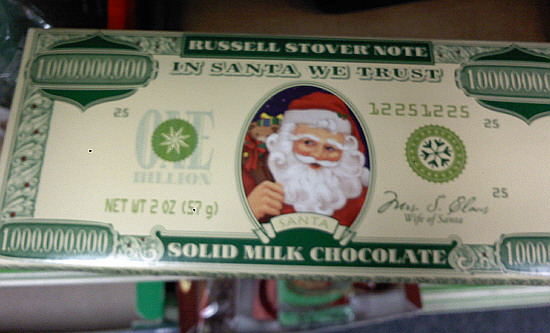 RUSSELL STOVER NOTE
1,000,000,000
IN SANTA WE TRUST
1,000,000,0
25
12251225
25
ONE
BILLION
NET WT 2 OZ (57 g)
25
Mrs. S. Claus
Wife of Santa
SANTA
1,000,000,000
SOLID MILK CHOCOLATE
1,00